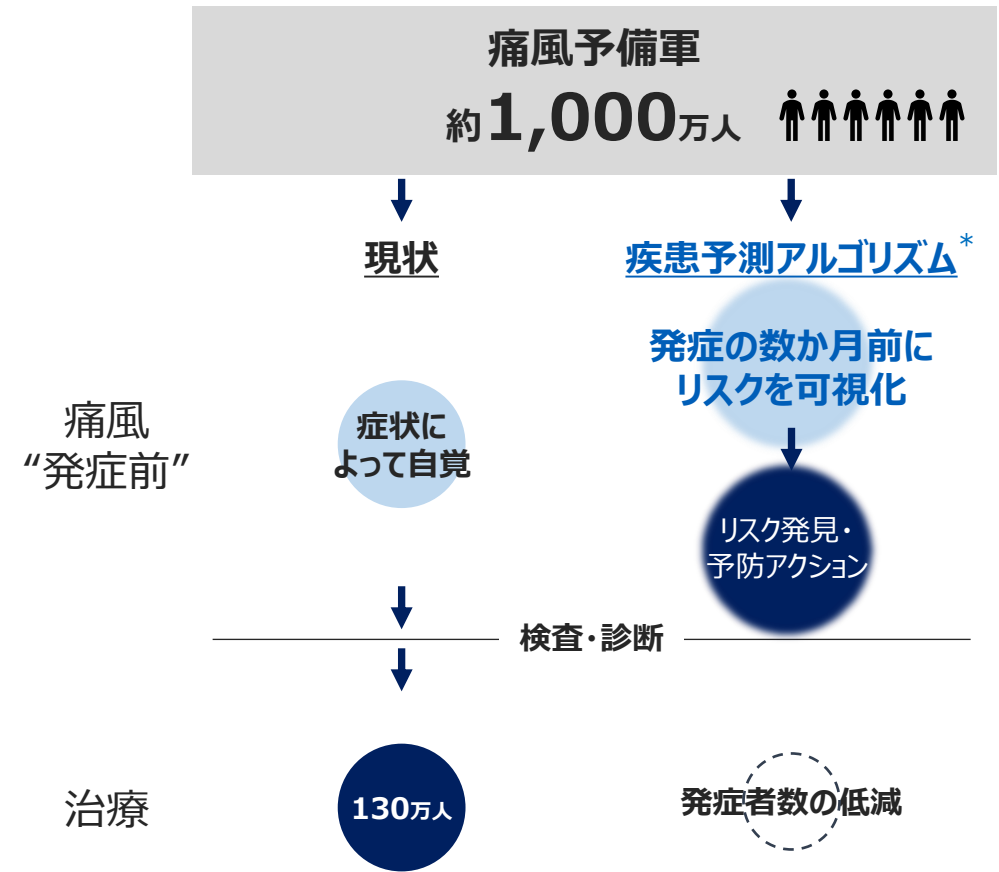 痛風予備軍
約1,000万人
現状
疾患予測アルゴリズム*
発症の数か月前に
リスクを可視化
痛風
“発症前”
症状に
よって自覚
リスク発見・
予防アクション
検査・診断
治療
130万人
発症者数の低減